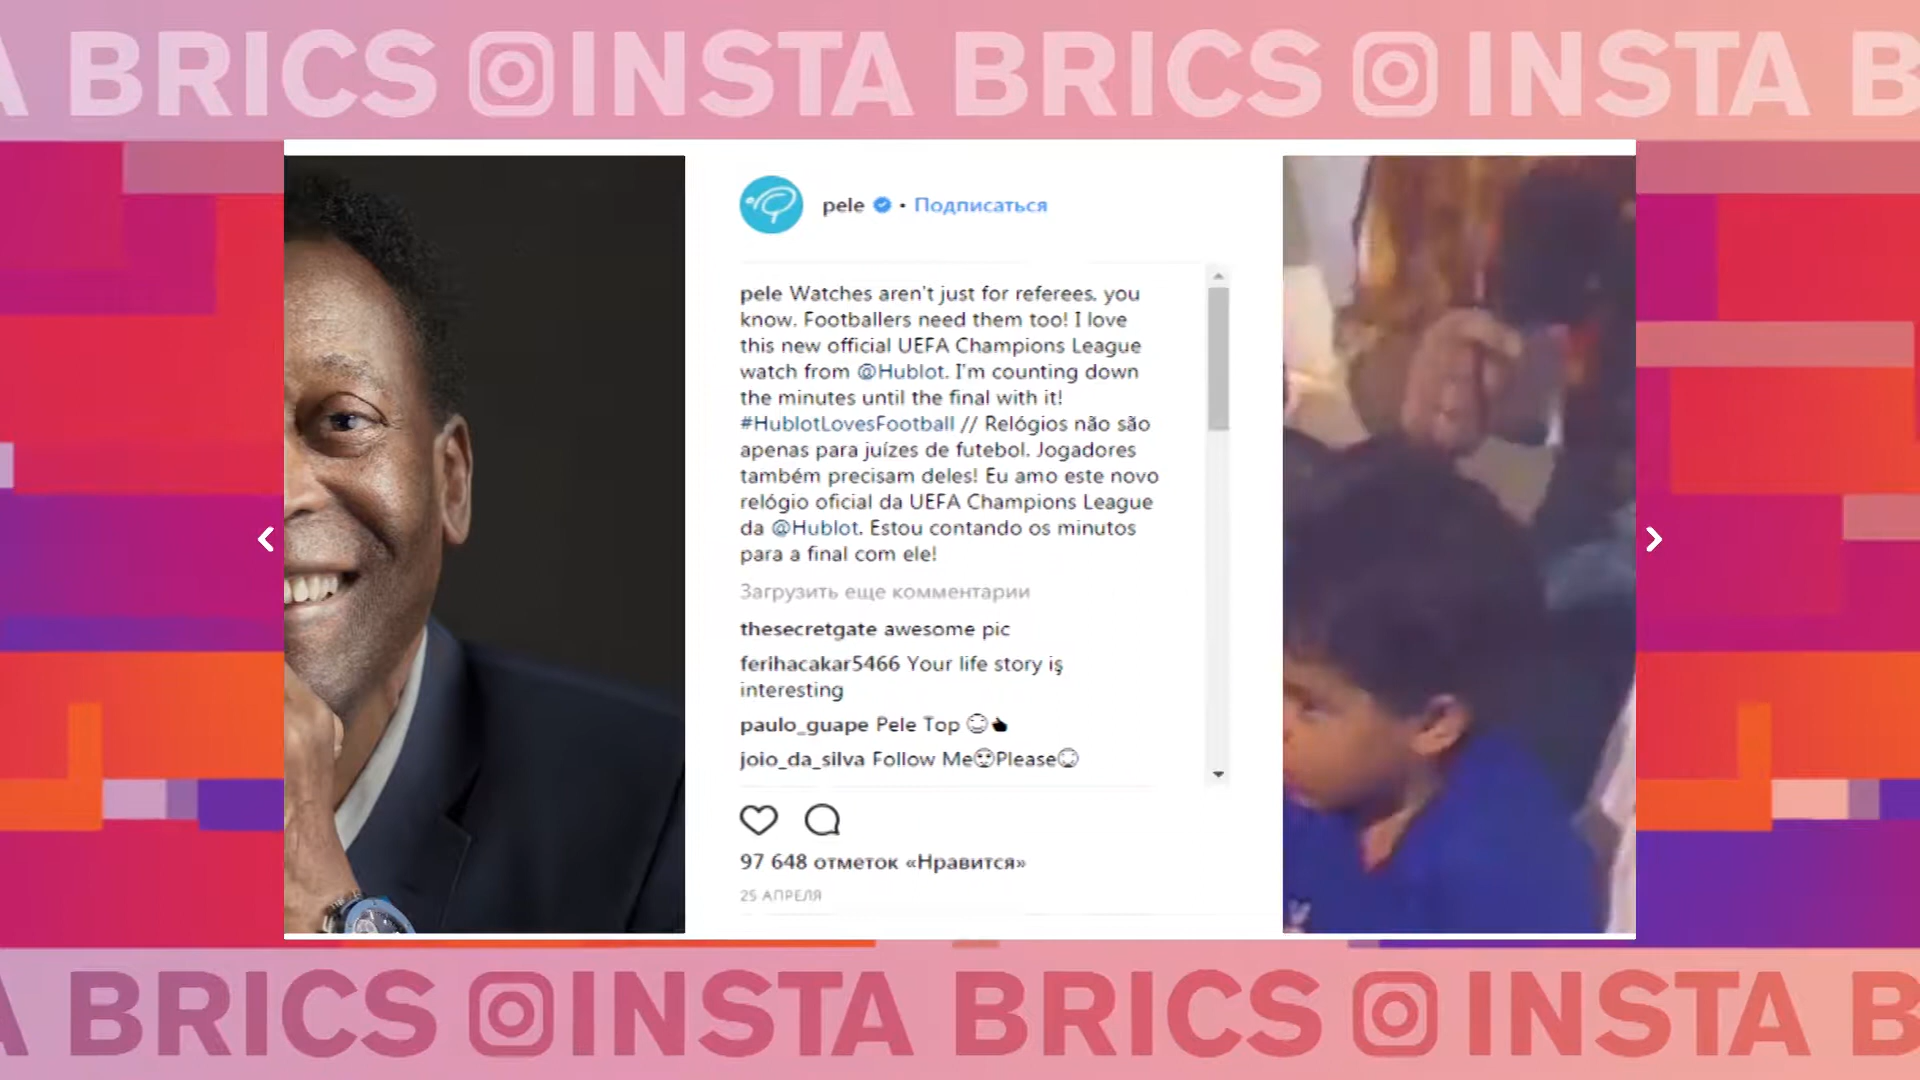 A BRICS INSTA BRICS INSTA B
pele • Подписаться
pele Watches aren't just for referees, you
know. Footballers need them too! I love
this new official UEFA Champions League
watch from @Hublot. I'm counting down
the minutes until the final with it!
#HublotLovesFootball // Relógios não são
apenas para juízes de futebol. Jogadores
também precisam deles! Eu amo este novo
relógio oficial da UEFA Champions League
da @Hublot. Estou contando os minutos
para a final com ele!
Загрузить еще комментарии
thesecretgate awesome pic
ferihacakar5466 Your life story iş
interesting
paulo_guape Pele Top
joio_da_silva Follow Me Please
97 648 отметок «Нравится»
25 АПРЕЛЯ
A BRICS INSTA BRICS INSTA B